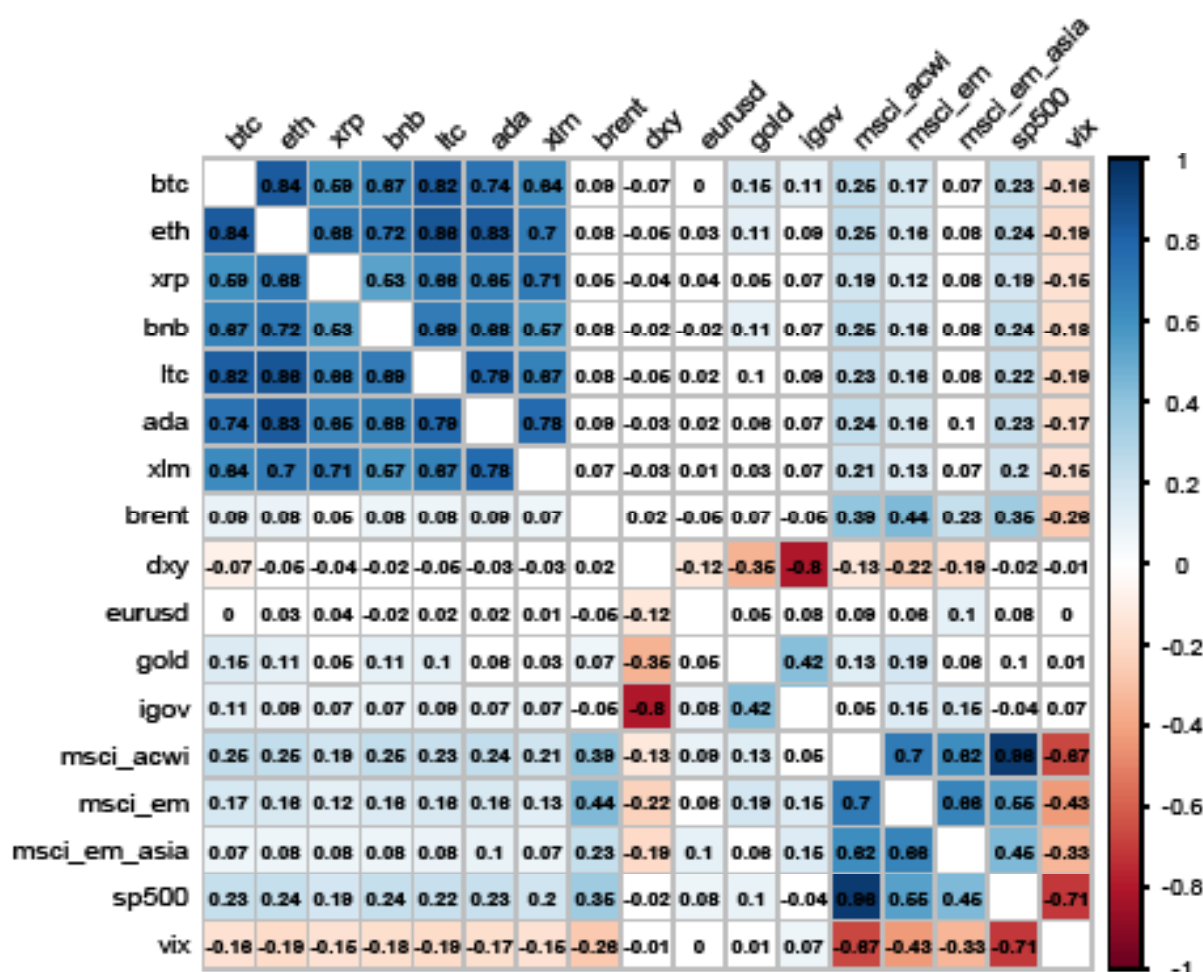 btc eth xrp bnb ltc ada xlm brent dxy eurusd gold igov msci_acwi msci_em msci_em_asia sp500 vix
btc 0.84 0.59 0.67 0.82 0.74 0.64 0.09 -0.07 0 0.15 0.11 0.25 0.17 0.07 0.23 -0.16
eth 0.84 0.68 0.72 0.86 0.83 0.7 0.08 -0.05 0.03 0.11 0.09 0.25 0.16 0.08 0.24 -0.19
xrp 0.59 0.68 0.53 0.66 0.65 0.71 0.05 -0.04 0.04 0.05 0.07 0.19 0.12 0.08 0.19 -0.15
bnb 0.67 0.72 0.53 0.69 0.68 0.57 0.08 -0.02 -0.02 0.11 0.07 0.25 0.16 0.08 0.24 -0.18
ltc 0.82 0.86 0.66 0.69 0.79 0.67 0.08 -0.05 0.02 0.1 0.09 0.23 0.16 0.08 0.22 -0.19
ada 0.74 0.83 0.65 0.68 0.79 0.78 0.09 -0.03 0.02 0.08 0.07 0.24 0.16 0.1 0.23 -0.17
xlm 0.64 0.7 0.71 0.57 0.67 0.78 0.07 -0.03 0.01 0.03 0.07 0.21 0.13 0.07 0.2 -0.15
brent 0.09 0.08 0.05 0.08 0.08 0.09 0.07 0.02 -0.05 0.07 -0.05 0.39 0.44 0.23 0.35 -0.28
dxy -0.07 -0.05 -0.04 -0.02 -0.05 -0.03 -0.03 0.02 -0.12 -0.35 -0.8 -0.13 -0.22 -0.19 -0.02 -0.01
eurusd 0 0.03 0.04 -0.02 0.02 0.02 0.01 -0.05 -0.12 0.05 0.08 0.09 0.08 0.1 0.08 0
gold 0.15 0.11 0.05 0.11 0.1 0.08 0.03 0.07 -0.35 0.05 0.42 0.13 0.19 0.08 0.1 0.01
igov 0.11 0.09 0.07 0.07 0.09 0.07 0.07 -0.05 -0.8 0.08 0.42 0.05 0.15 0.15 -0.04 0.07
msci_acwi 0.25 0.25 0.19 0.25 0.23 0.24 0.21 0.39 -0.13 0.09 0.13 0.05 0.7 0.62 0.96 -0.67
msci_em 0.17 0.16 0.12 0.16 0.16 0.16 0.13 0.44 -0.22 0.08 0.19 0.15 0.7 0.66 0.55 -0.43
msci_em_asia 0.07 0.08 0.08 0.08 0.08 0.1 0.07 0.23 -0.19 0.1 0.08 0.15 0.62 0.66 0.45 -0.33
sp500 0.23 0.24 0.19 0.24 0.22 0.23 0.2 0.35 -0.02 0.08 0.1 -0.04 0.96 0.55 0.45 -0.71
vix -0.16 -0.19 -0.15 -0.18 -0.19 -0.17 -0.15 -0.28 -0.01 0 0.01 0.07 -0.67 -0.43 -0.33 -0.71
1
0.8
0.6
0.4
0.2
0
-0.2
-0.4
-0.6
-0.8
-1